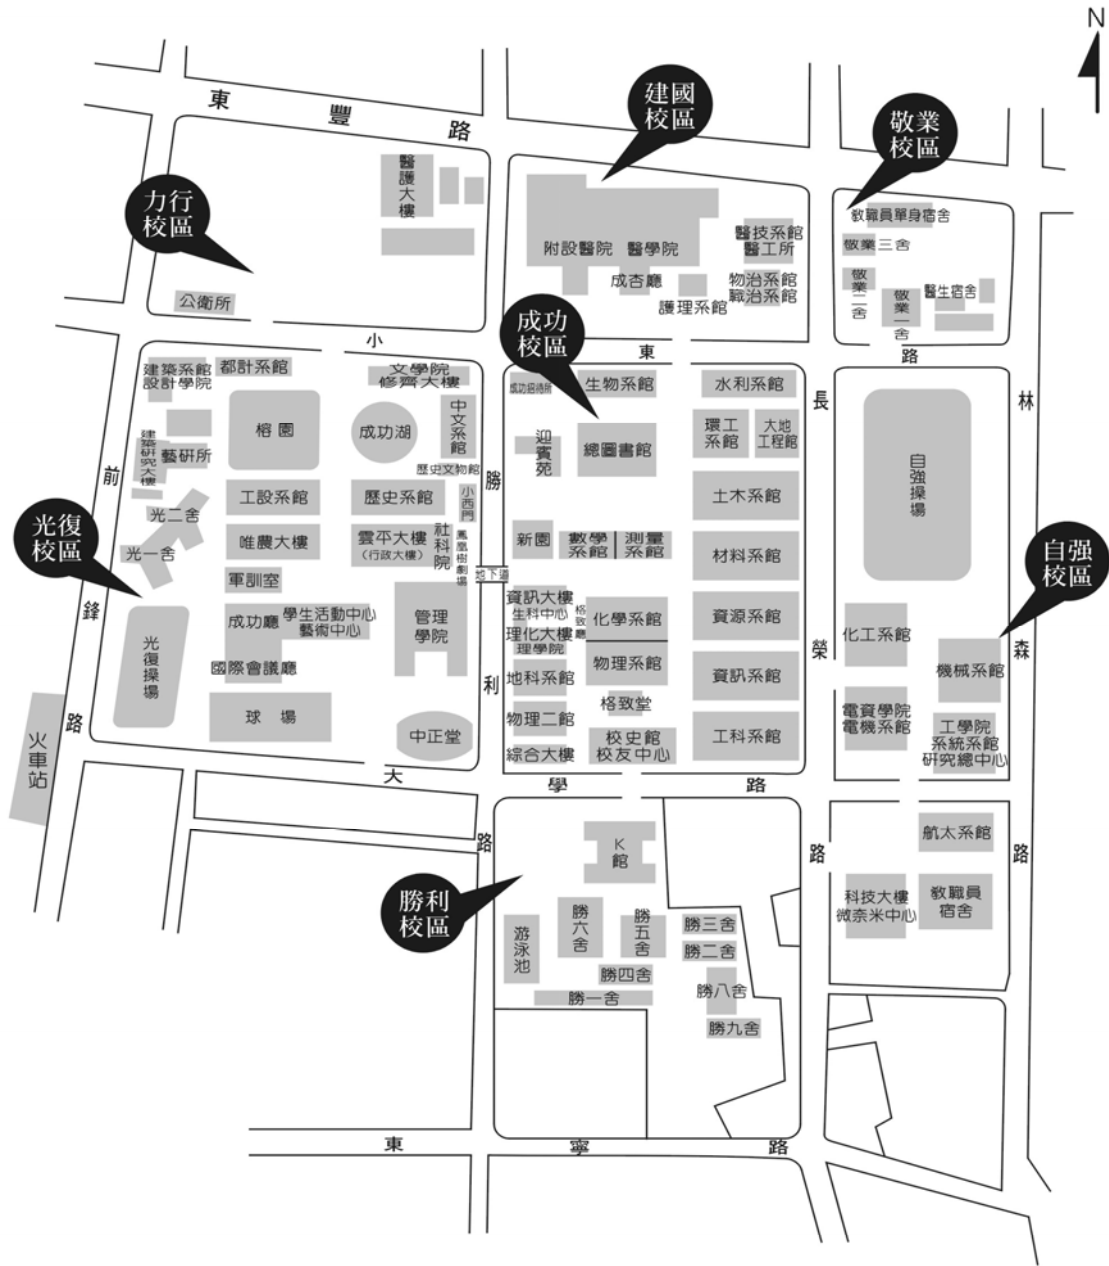 N
東豐路
建國
校區
敬業
校區
力行
校區
醫護大樓
公衛所
附設醫院
醫學院
成杏廳
護理系館
醫技系館
醫工所
物治系館
職治系館
教職員單身宿舍
敬業三舍
敬業二舍
敬業一舍
醫生宿舍
成功
校區
小東路
建築系館
設計學院
都計系館
文學院
修齊大樓
榕園
成功湖
中文系館
建築研究大樓
藝研所
歷史文物館
工設系館
歷史系館
小西門
光二舍
光一舍
唯農大樓
雲平大樓
(行政大樓)
社科院
鳳凰樹劇場
地下道
軍訓室
成功廳
學生活動中心
藝術中心
國際會議廳
管理
學院
光復
校區
光復操場
球場
中正堂
前鋒路
火車站
勝利路
成功招待所
生物系館
水利系館
迎賓苑
總圖書館
環工
系館
大地
工程館
土木系館
新園
數學
系館
測量
系館
材料系館
資訊大樓
生科中心
格致廳
化學系館
資源系館
理化大樓
理學院
物理系館
地科系館
資訊系館
格致堂
物理二館
校史館
校友中心
工科系館
綜合大樓
大學路
長榮路
林森路
自強操場
自强
校區
化工系館
機械系館
電資學院
電機系館
工學院
系統系館
研究總中心
航太系館
科技大樓
微奈米中心
教職員
宿舍
K
館
勝利
校區
游泳池
勝六舍
勝五舍
勝三舍
勝二舍
勝四舍
勝八舍
勝一舍
勝九舍
東寧路